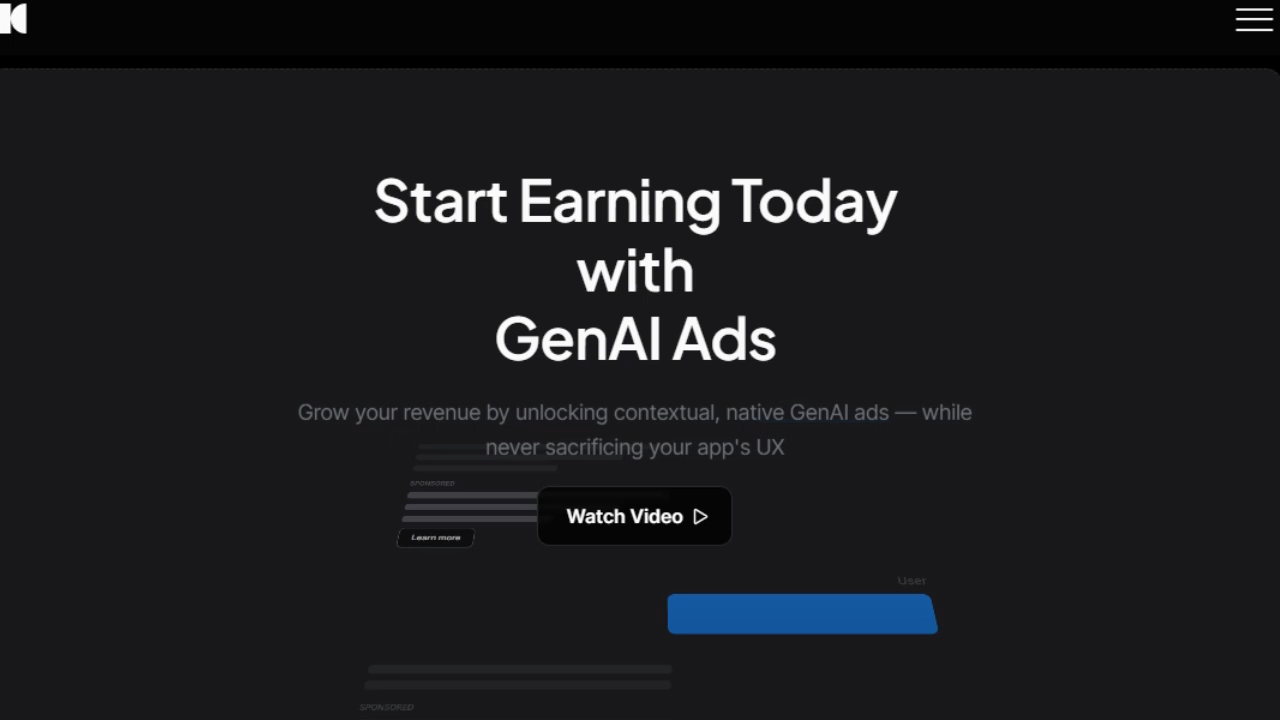 Start Earning Today
with
GenAI Ads
Grow your revenue by unlocking contextual, native GenAI ads — while
never sacrificing your app's UX
SPONSORED
Watch Video
Learn more
User
SPONSORED